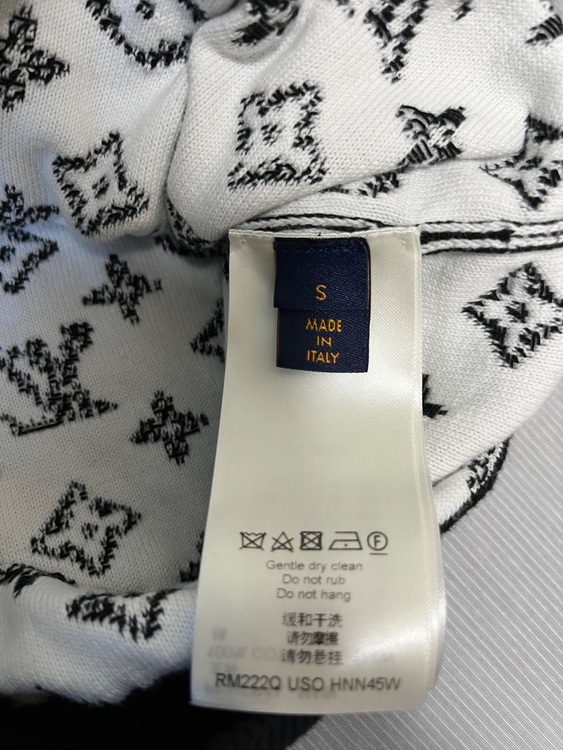 S
MADE
IN
ITALY
F
Gentle dry clean
Do not rub
Do not hang
缓和干洗
请勿摩擦
请勿悬挂
RM222Q USO HNN45W